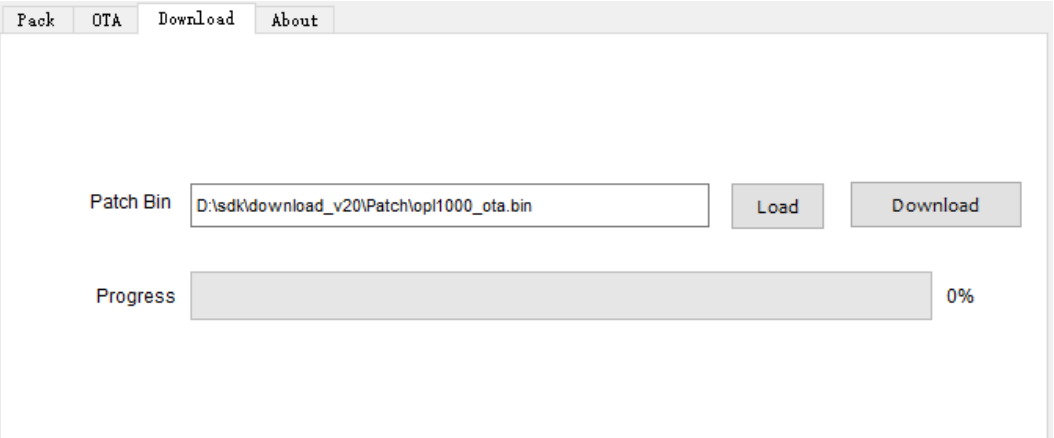 Pack OTA Download About
Patch Bin D:\sdk\download_v20\Patch\opl1000_ota.bin Load Download
Progress 0%